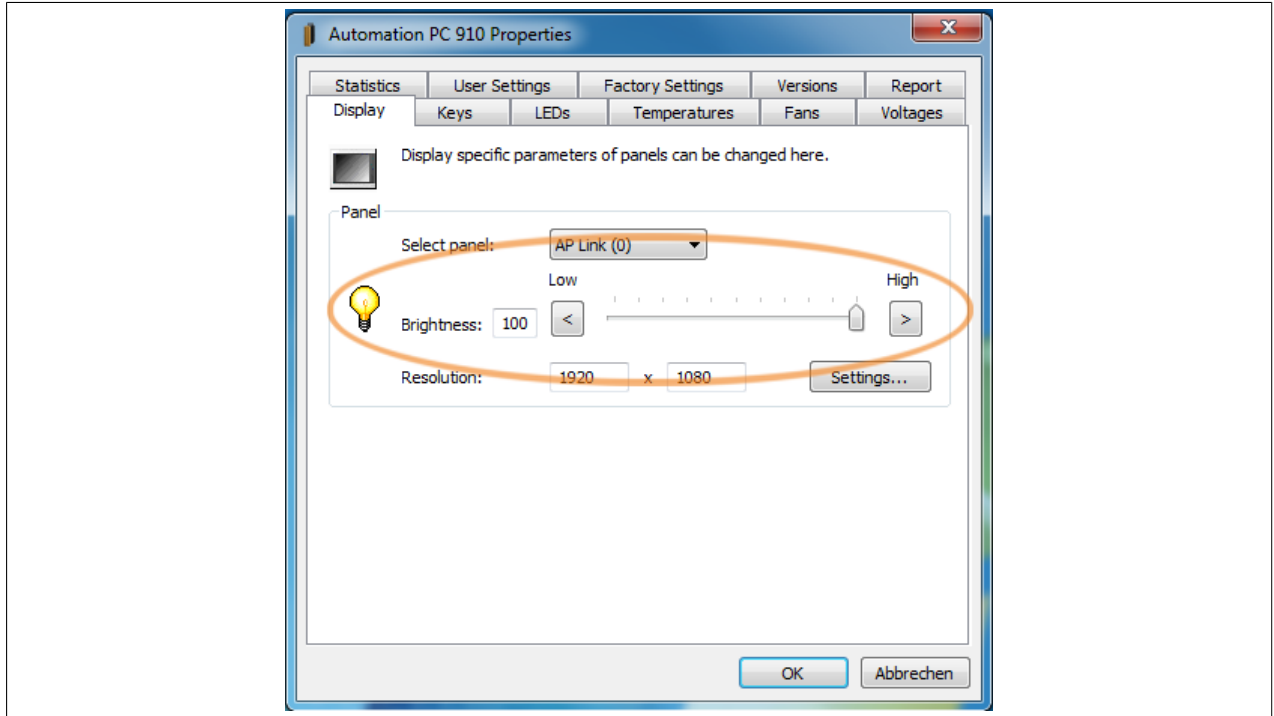 Automation PC 910 Properties
Statistics User Settings Factory Settings Versions Report
Display Keys LEDs Temperatures Fans Voltages
Display specific parameters of panels can be changed here.
Panel
Select panel: AP Link (0)
Low High
Brightness: 100 < >
Resolution: 1920 x 1080 Settings...
OK Abbrechen